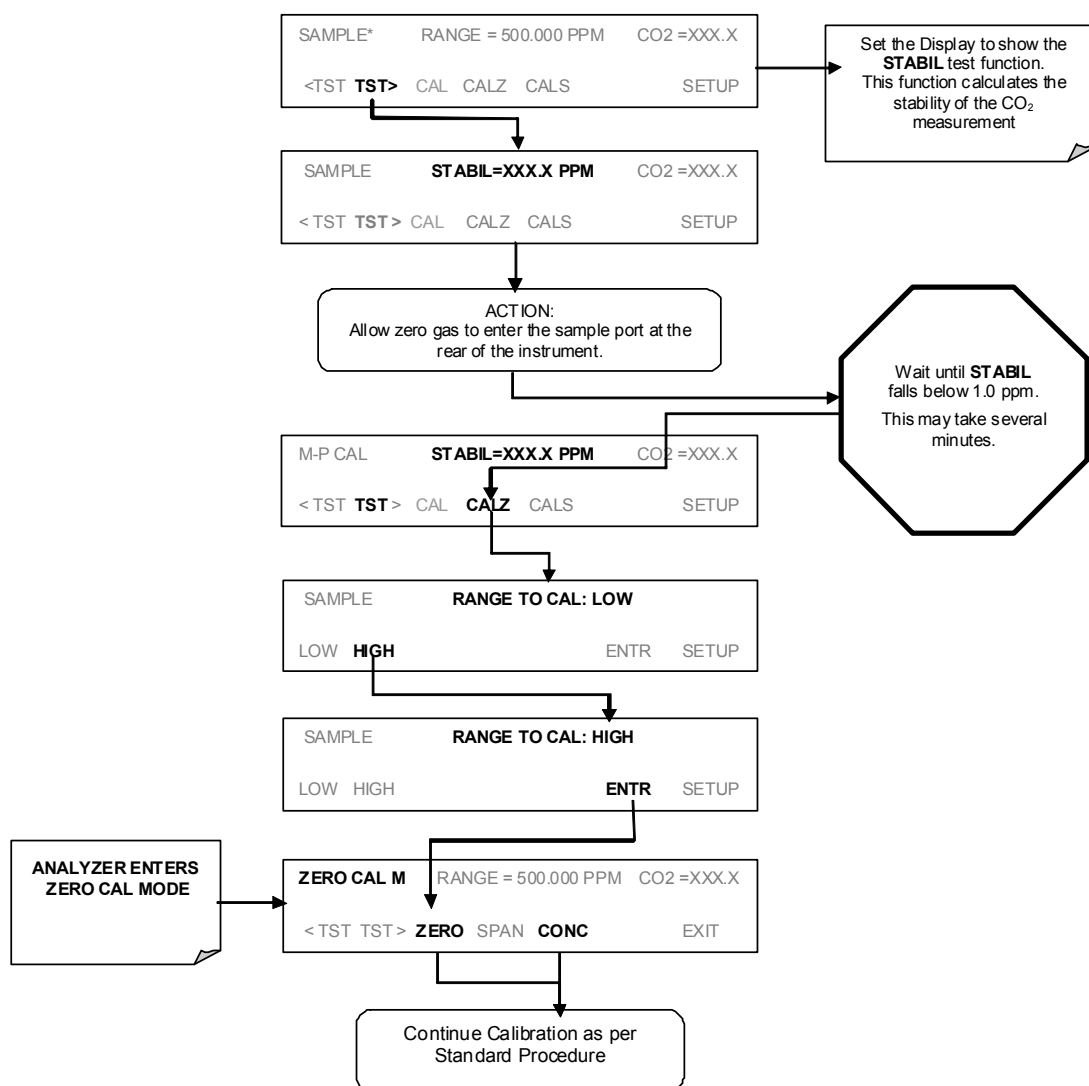 SAMPLE* RANGE = 500.000 PPM CO2 =XXX.X
<TST TST> CAL CALZ CALS SETUP
Set the Display to show the
STABIL test function.
This function calculates the
stability of the CO₂
measurement
SAMPLE STABIL=XXX.X PPM CO2 =XXX.X
< TST TST > CAL CALZ CALS SETUP
ACTION:
Allow zero gas to enter the sample port at the
rear of the instrument.
Wait until STABIL
falls below 1.0 ppm.
This may take several
minutes.
M-P CAL STABIL=XXX.X PPM CO2 =XXX.X
< TST TST > CAL CALZ CALS SETUP
SAMPLE RANGE TO CAL: LOW
LOW HIGH ENTR SETUP
SAMPLE RANGE TO CAL: HIGH
LOW HIGH ENTR SETUP
ANALYZER ENTERS
ZERO CAL MODE
ZERO CAL M RANGE = 500.000 PPM CO2 =XXX.X
< TST TST > ZERO SPAN CONC EXIT
Continue Calibration as per
Standard Procedure